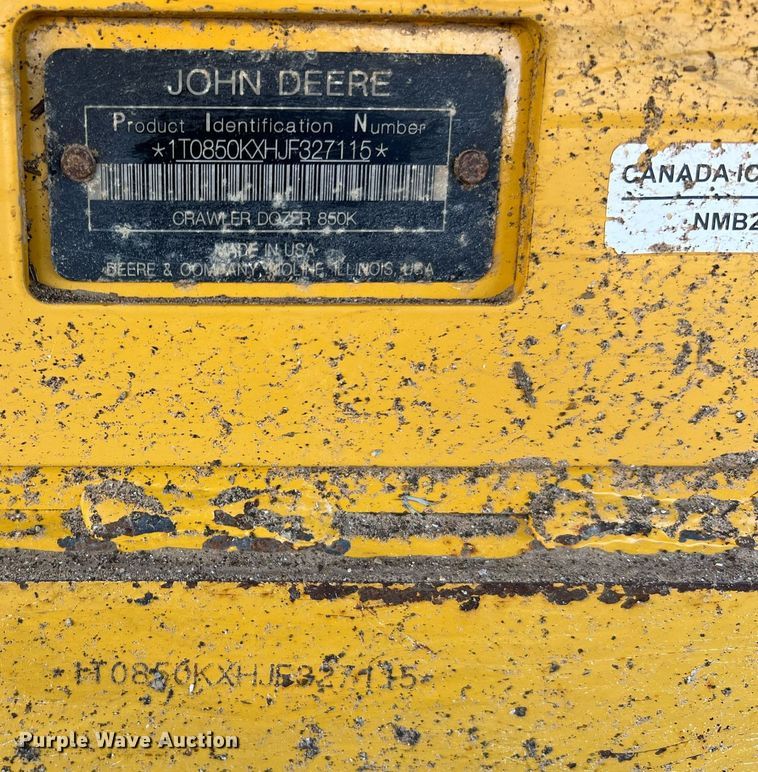 JOHN DEERE
Product Identification Number
*1T0850KXHJF327115*
CRAWLER DOZER 850K
MADE IN USA
DEERE & COMPANY, MOLINE, ILLINOIS, USA
CANADA IC
NMB2
*1T0850KXHJF327115*
Purple Wave Auction